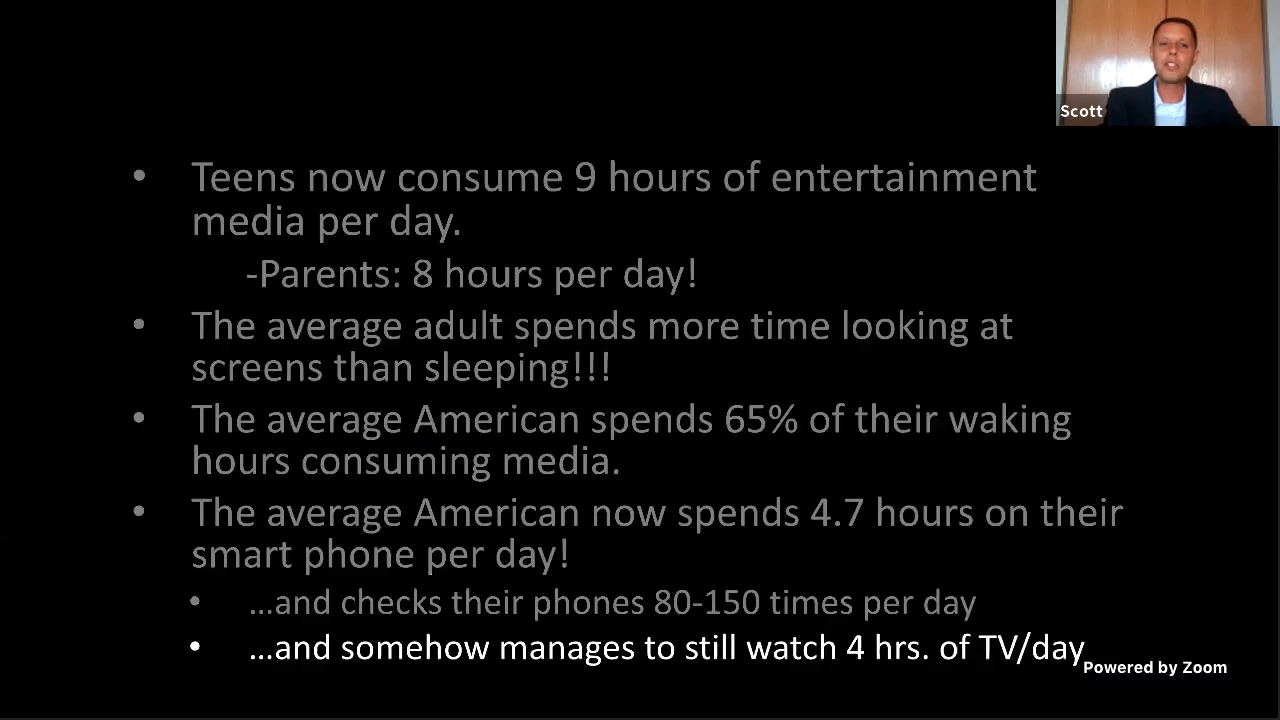 Scott
• Teens now consume 9 hours of entertainment
media per day.
-Parents: 8 hours per day!
• The average adult spends more time looking at
screens than sleeping!!!
• The average American spends 65% of their waking
hours consuming media.
• The average American now spends 4.7 hours on their
smart phone per day!
• ...and checks their phones 80-150 times per day
• ...and somehow manages to still watch 4 hrs. of TV/day
Powered by Zoom